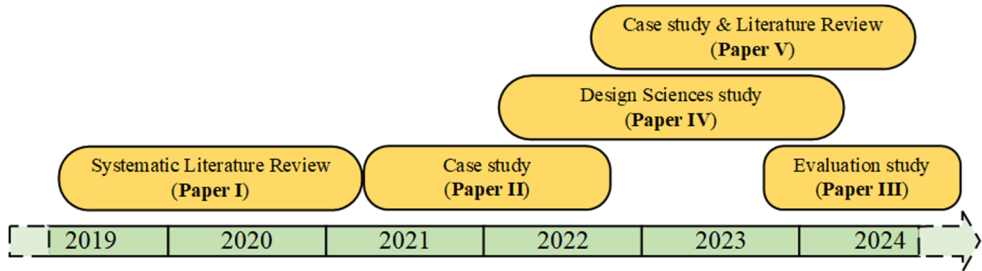 Case study & Literature Review
(Paper V)
Design Sciences study
(Paper IV)
Systematic Literature Review
(Paper I)
Case study
(Paper II)
Evaluation study
(Paper III)
2019 2020 2021 2022 2023 2024